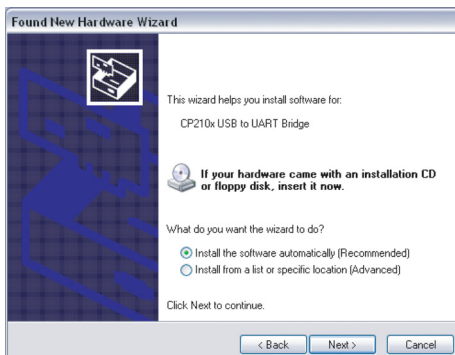 Found New Hardware Wizard
This wizard helps you install software for:
CP210x USB to UART Bridge
If your hardware came with an installation CD
or floppy disk, insert it now.
What do you want the wizard to do?
Install the software automatically (Recommended)
Install from a list or specific location (Advanced)
Click Next to continue.
< Back
Next >
Cancel